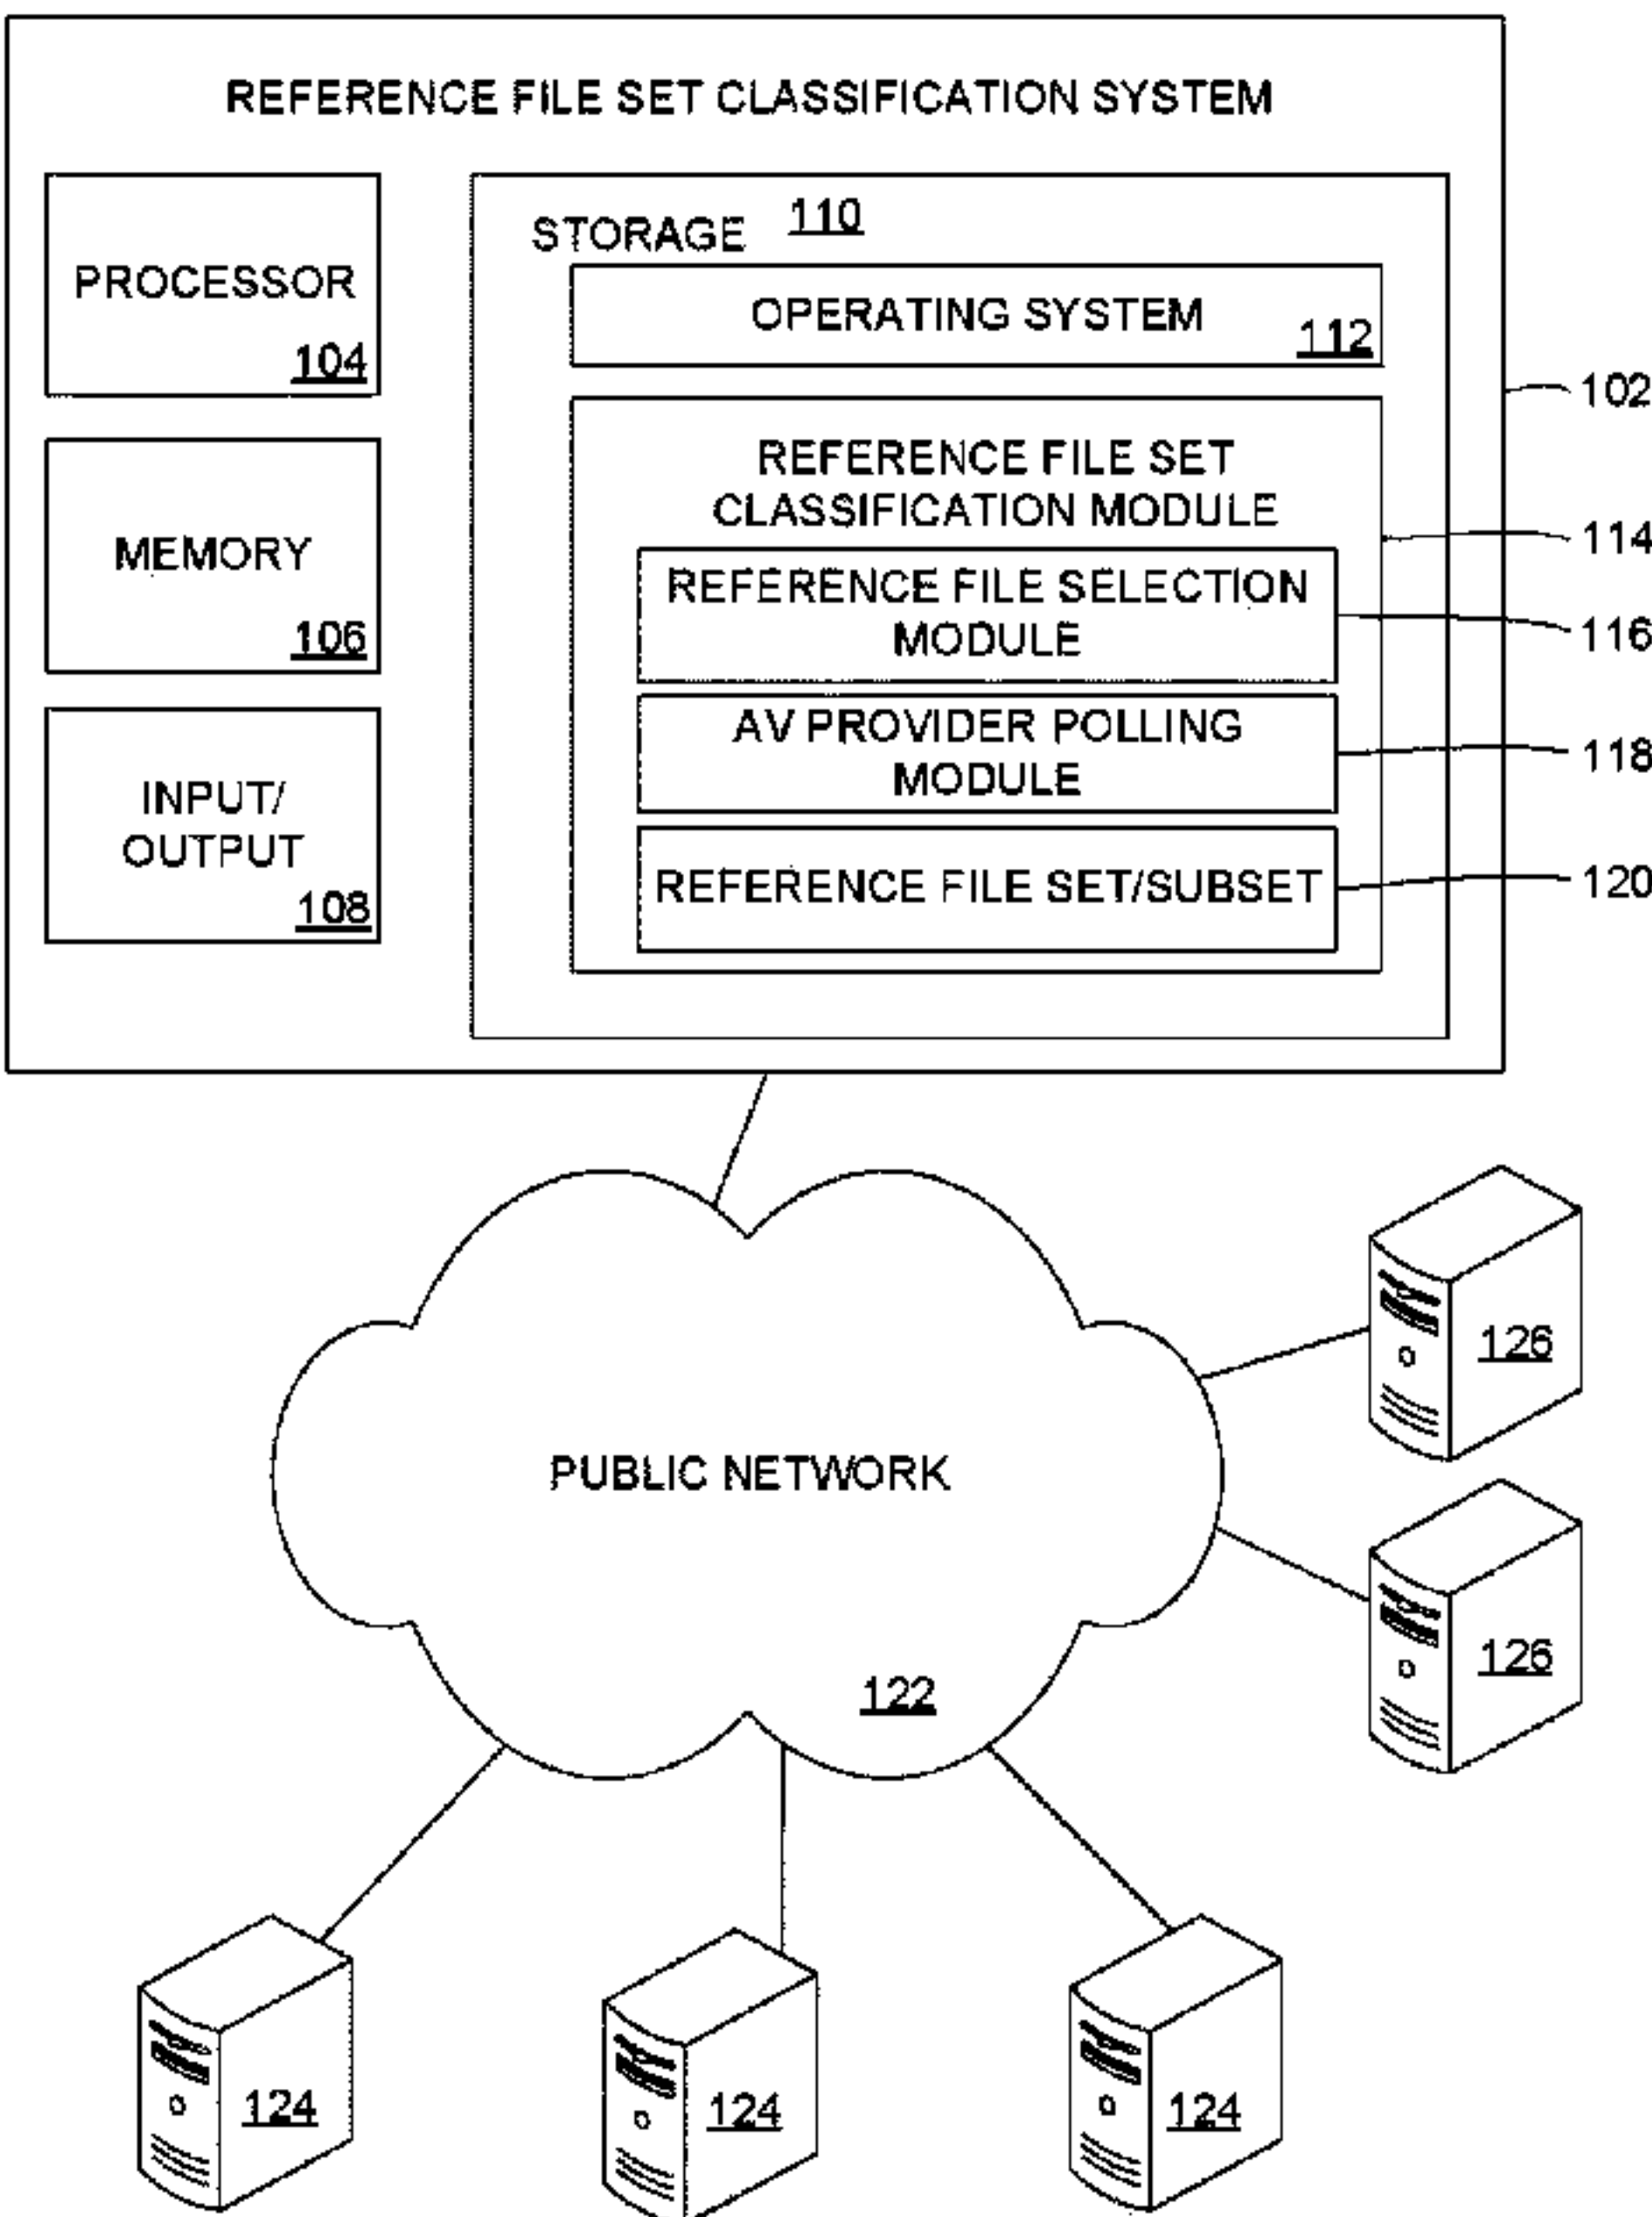 REFERENCE FILE SET CLASSIFICATION SYSTEM
PROCESSOR
104
MEMORY
106
INPUT/
OUTPUT
108
STORAGE 110
OPERATING SYSTEM
112
REFERENCE FILE SET
CLASSIFICATION MODULE
REFERENCE FILE SELECTION
MODULE
AV PROVIDER POLLING
MODULE
REFERENCE FILE SET/SUBSET
102
114
116
118
120
PUBLIC NETWORK
122
126
126
124
124
124